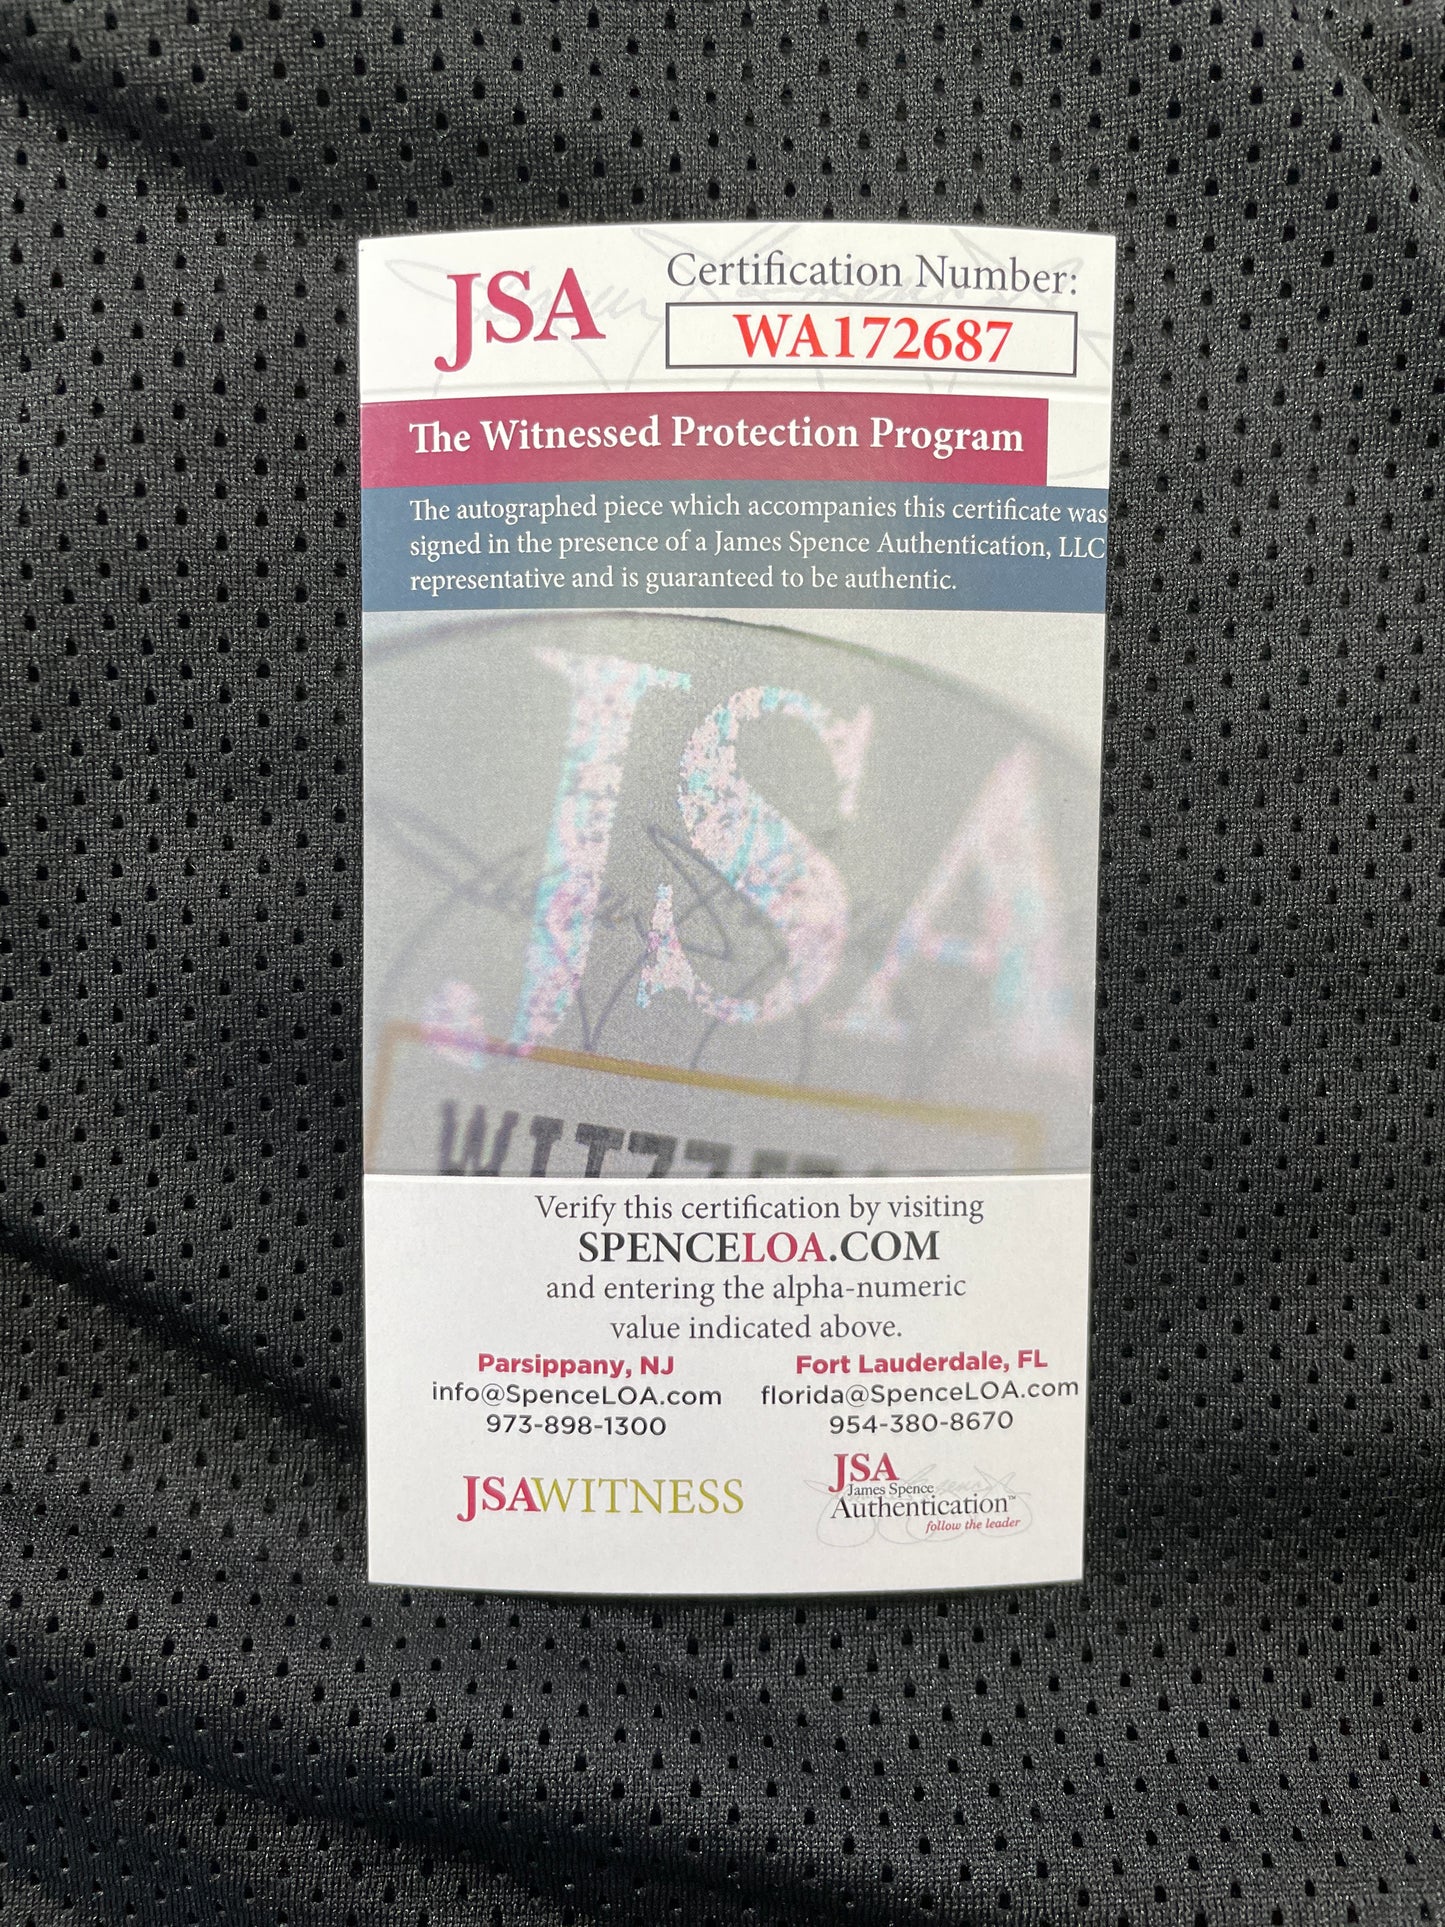 JSA
Certification Number:
WA172687
The Witnessed Protection Program
The autographed piece which accompanies this certificate was
signed in the presence of a James Spence Authentication, LLC
representative and is guaranteed to be authentic.
JSA
Verify this certification by visiting
SPENCELOA.COM
and entering the alpha-numeric
value indicated above.
Parsippany, NJ
info@SpenceLOA.com
973-898-1300
Fort Lauderdale, FL
florida@SpenceLOA.com
954-380-8670
JSAWITNESS
JSA
James Spence
Authentication™
follow the leader